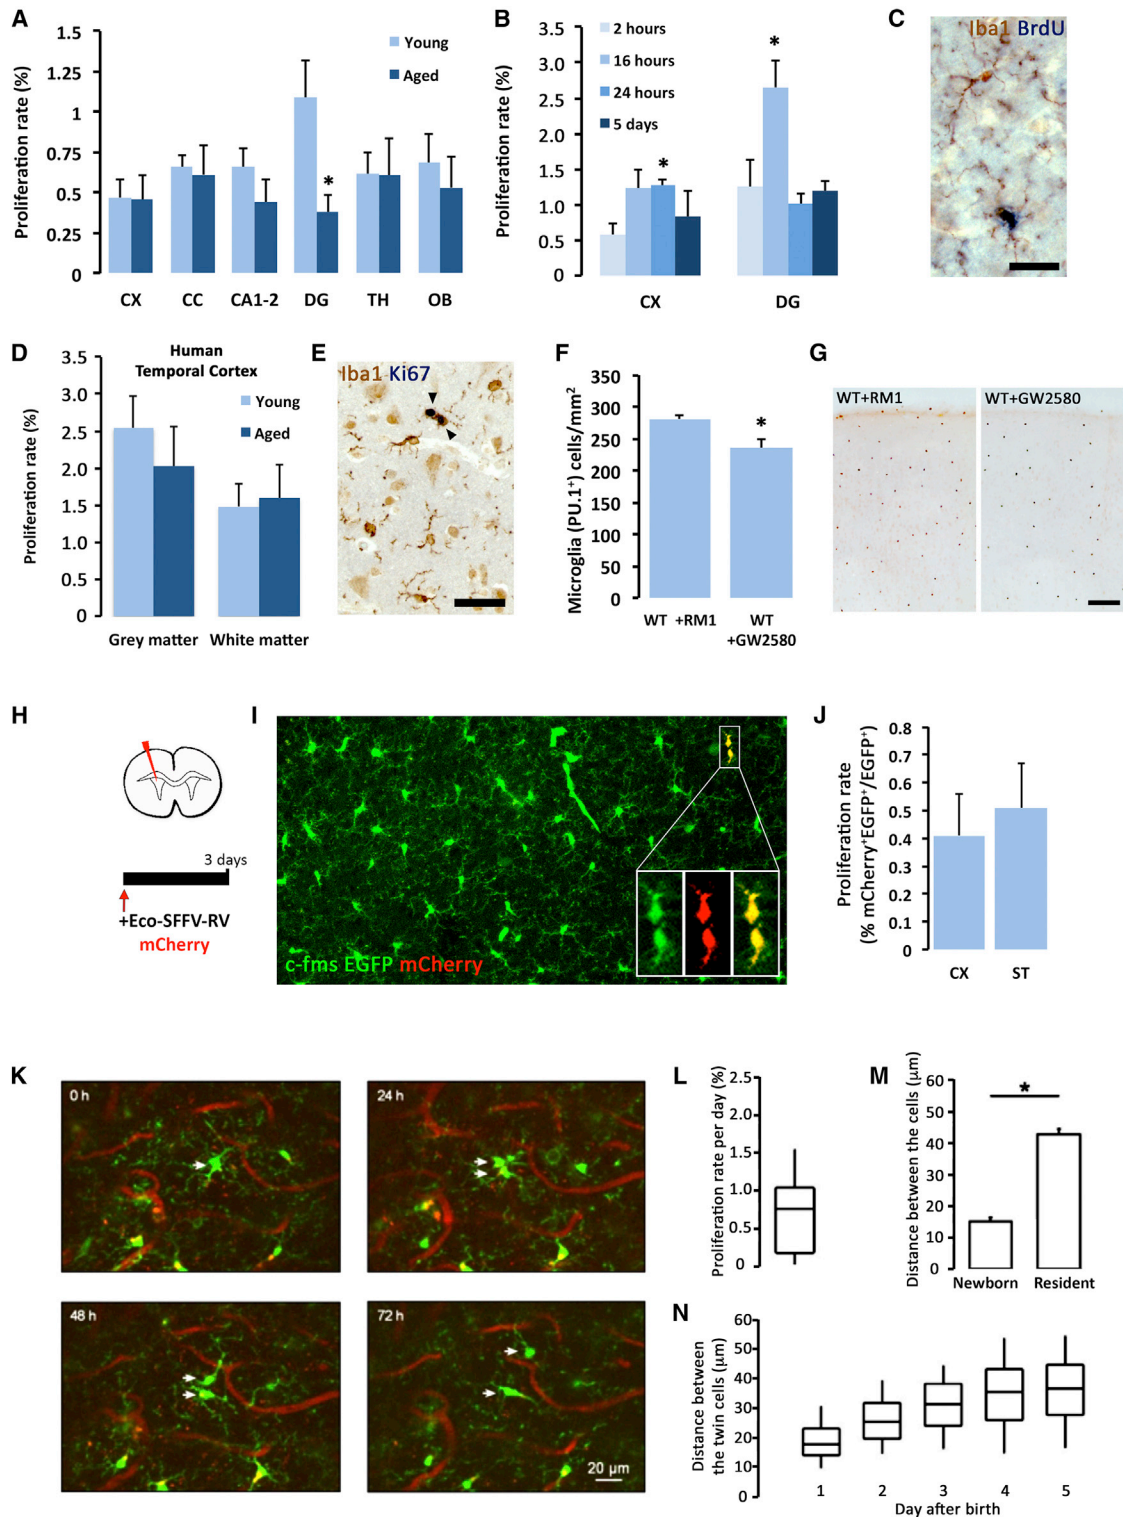 A
Proliferation rate (%)
1.5
1.25
1
0.75
0.5
0.25
0
Young
Aged
*
CX CC CA1-2 DG TH OB
B
Proliferation rate (%)
3.5
3.0
2.5
2.0
1.5
1.0
0.5
0
2 hours
16 hours
24 hours
5 days
*
*
CX DG
C
Iba1 BrdU
D
Human
Temporal Cortex
Proliferation rate (%)
3.5
3.0
2.5
2.0
1.5
1.0
0.5
0
Young
Aged
Grey matter White matter
E
Iba1 Ki67
F
Microglia (PU.1+) cells/mm2
350
300
250
200
150
100
50
0
*
WT +RM1 WT
+GW2580
G
WT+RM1
WT+GW2580
H
3 days
+Eco-SFFV-RV
mCherry
I
c-fms EGFP mCherry
J
Proliferation rate
(% mCherry+EGFP+/EGFP+)
0.8
0.7
0.6
0.5
0.4
0.3
0.2
0.1
0
CX ST
K
0 h
24 h
48 h
72 h
20 µm
L
Proliferation rate per day (%)
2.5
2.0
1.5
1.0
0.5
0
M
Distance between the cells (µm)
60
50
40
30
20
10
0
*
Newborn Resident
N
Distance between
the twin cells (µm)
60
50
40
30
20
10
0
1 2 3 4 5
Day after birth